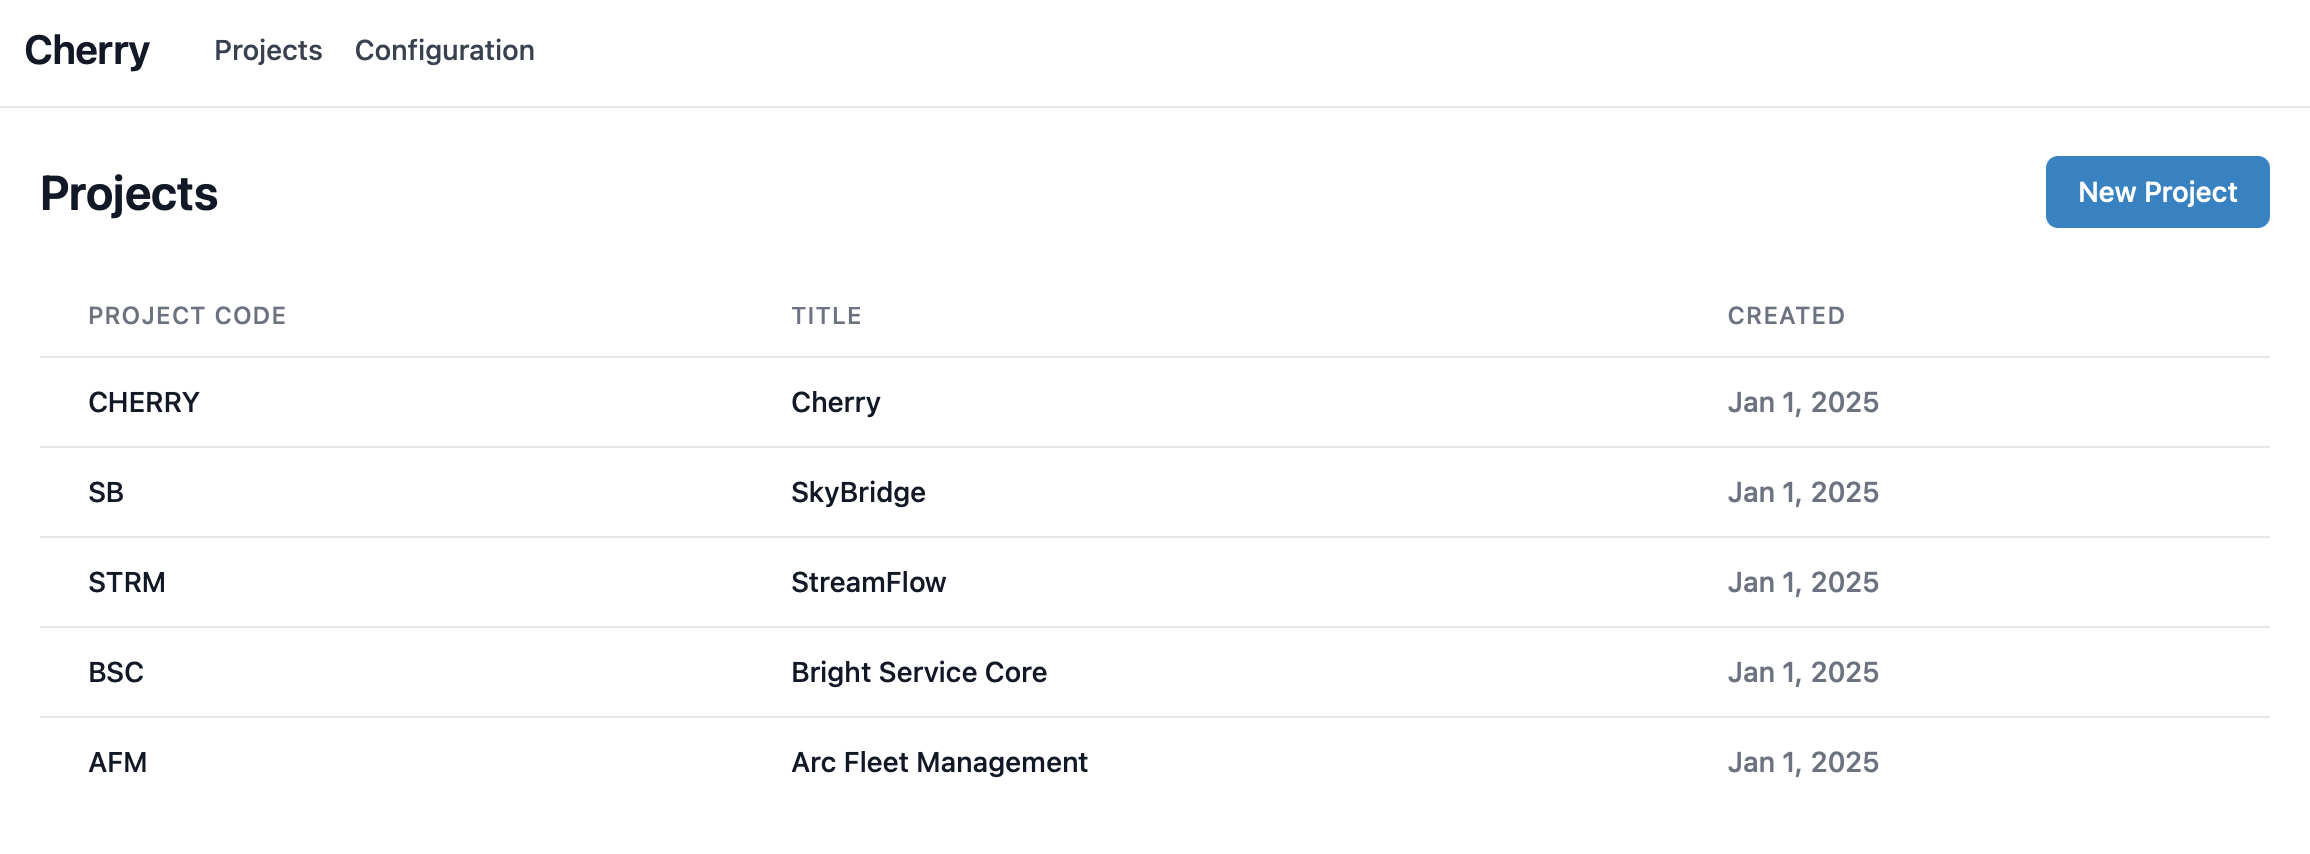 Cherry Projects Configuration
Projects New Project
PROJECT CODE TITLE CREATED
CHERRY Cherry Jan 1, 2025
SB SkyBridge Jan 1, 2025
STRM StreamFlow Jan 1, 2025
BSC Bright Service Core Jan 1, 2025
AFM Arc Fleet Management Jan 1, 2025